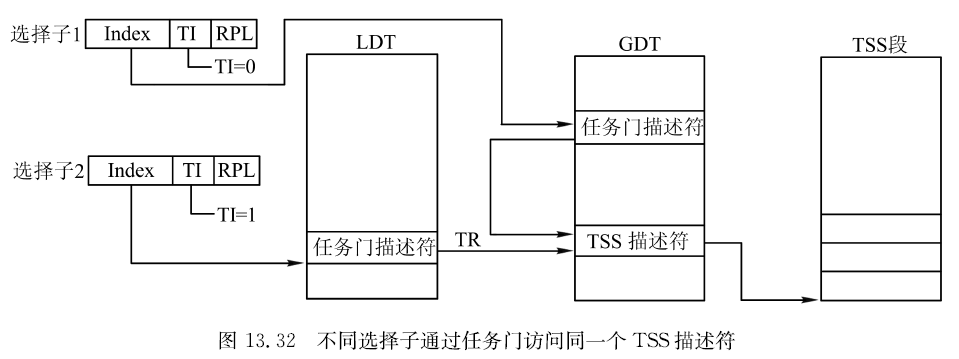 选择子1 Index TI RPL
TI=0
LDT
GDT
TSS段
任务门描述符
选择子2 Index TI RPL
TI=1
任务门描述符
TR
TSS 描述符
图 13.32 不同选择子通过任务门访问同一个 TSS 描述符